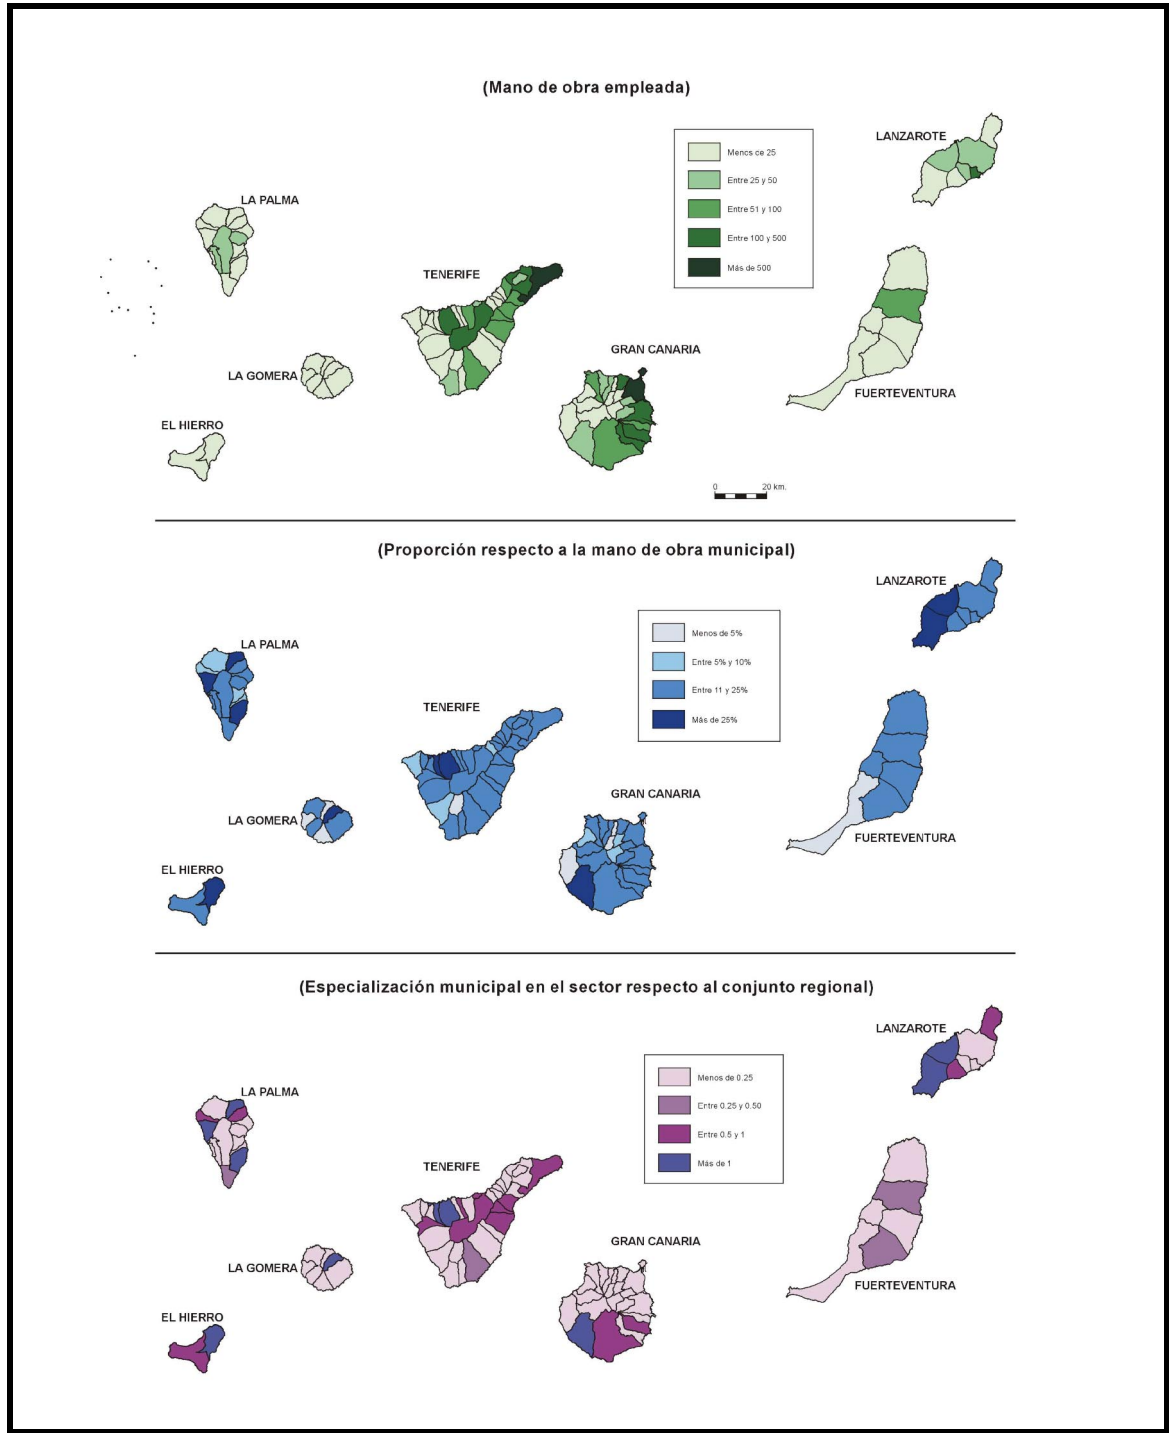 (Mano de obra empleada)
LANZAROTE
Menos de 25
Entre 25 y 50
LA PALMA
Entre 51 y 100
Entre 100 y 500
TENERIFE
Más de 500
GRAN CANARIA
LA GOMERA
FUERTEVENTURA
EL HIERRO
0 20 km.
(Proporción respecto a la mano de obra municipal)
LANZAROTE
Menos de 5%
LA PALMA
Entre 5% y 10%
Entre 11 y 25%
TENERIFE
Más de 25%
GRAN CANARIA
LA GOMERA
FUERTEVENTURA
EL HIERRO
(Especialización municipal en el sector respecto al conjunto regional)
LANZAROTE
Menos de 0.25
LA PALMA
Entre 0.25 y 0.50
Entre 0.5 y 1
TENERIFE
Más de 1
GRAN CANARIA
LA GOMERA
FUERTEVENTURA
EL HIERRO